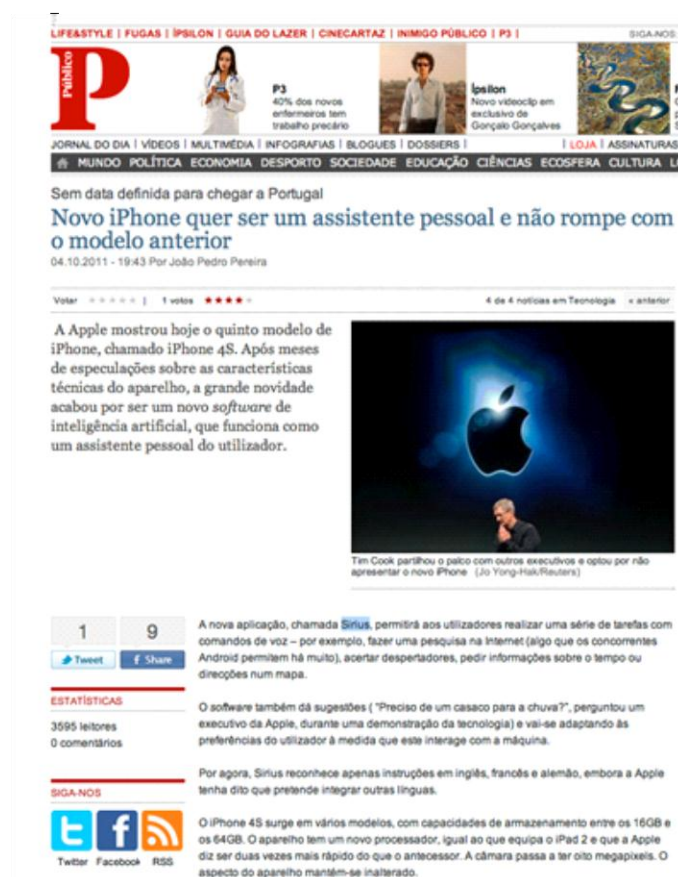 LIFE&STYLE | FUGAS | ÍPSILON | GUIA DO LAZER | CINECARTAZ | INIMIGO PÚBLICO | P3 |
SIGA-NOS:
Público
P
P3
40% dos novos
enfermeiros tem
trabalho precário
Ípsilon
Novo videoclip em
exclusivo de
Gonçalo Gonçalves
JORNAL DO DIA | VÍDEOS | MULTIMÉDIA | INFOGRAFIAS | BLOGUES | DOSSIERS |
| LOJA | ASSINATURAS
MUNDO POLÍTICA ECONOMIA DESPORTO SOCIEDADE EDUCAÇÃO CIÊNCIAS ECOSFERA CULTURA
Sem data definida para chegar a Portugal
Novo iPhone quer ser um assistente pessoal e não rompe com
o modelo anterior
04.10.2011 - 19:43 Por João Pedro Pereira
Votar | 1 votos
4 de 4 notícias em Tecnologia « anterior
A Apple mostrou hoje o quinto modelo de
iPhone, chamado iPhone 4S. Após meses
de especulações sobre as características
técnicas do aparelho, a grande novidade
acabou por ser um novo software de
inteligência artificial, que funciona como
um assistente pessoal do utilizador.
Tim Cook partilhou o palco com outros executivos e optou por não
apresentar o novo iPhone (Jo Yong-Hak/Reuters)
1 9
Tweet f Share
ESTATÍSTICAS
3595 leitores
0 comentários
SIGA-NOS
Twitter Facebook RSS
A nova aplicação, chamada Sirius, permitirá aos utilizadores realizar uma série de tarefas com
comandos de voz – por exemplo, fazer uma pesquisa na Internet (algo que os concorrentes
Android permitem há muito), acertar despertadores, pedir informações sobre o tempo ou
direcções num mapa.
O software também dá sugestões ( "Preciso de um casaco para a chuva?", perguntou um
executivo da Apple, durante uma demonstração da tecnologia) e vai-se adaptando às
preferências do utilizador à medida que este interage com a máquina.
Por agora, Sirius reconhece apenas instruções em inglês, francês e alemão, embora a Apple
tenha dito que pretende integrar outras línguas.
O iPhone 4S surge em vários modelos, com capacidades de armazenamento entre os 16GB e
os 64GB. O aparelho tem um novo processador, igual ao que equipa o iPad 2 e que a Apple
diz ser duas vezes mais rápido do que o antecessor. A câmara passa a ter oito megapixels. O
aspecto do aparelho mantém-se inalterado.